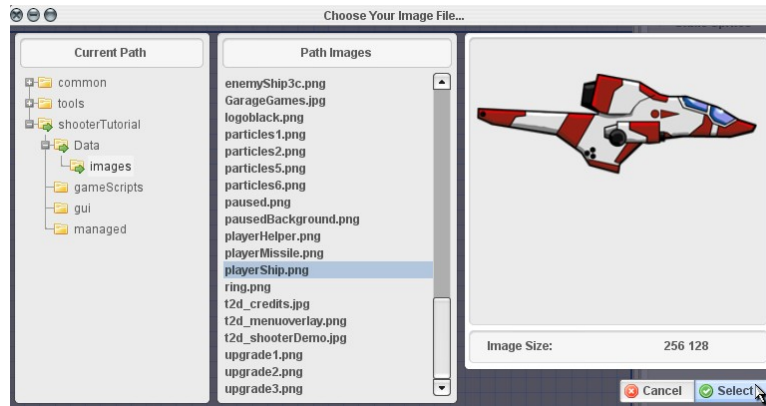 Choose Your Image File...
Current Path
common
tools
shooterTutorial
Data
images
gameScripts
gui
managed
Path Images
enemyShip3c.png
GarageGames.jpg
logoblack.png
particles1.png
particles2.png
particles5.png
particles6.png
paused.png
pausedBackground.png
playerHelper.png
playerMissile.png
playerShip.png
ring.png
t2d_credits.jpg
t2d_menuoverlay.png
t2d_shooterDemo.jpg
upgrade1.png
upgrade2.png
upgrade3.png
Image Size: 256 128
Cancel Select